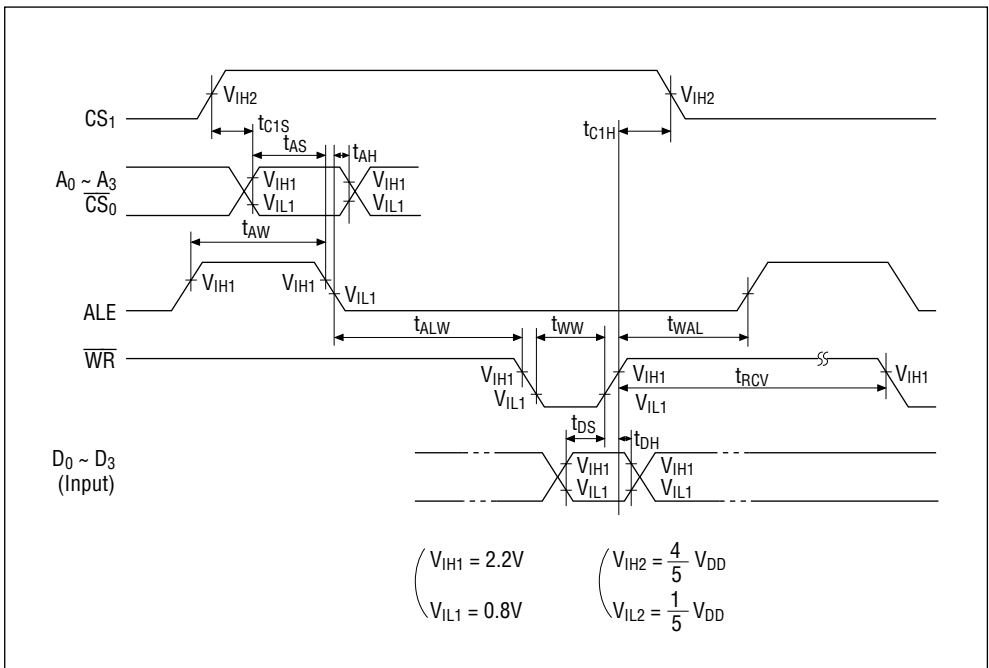 CS1
VIH2
VIH2
tC1S
tC1H
tAS
tAH
A0 ~ A3
CS0
VIH1
VIL1
VIH1
VIL1
tAW
ALE
VIH1
VIH1
VIL1
tALW
tWW
tWAL
WR
VIH1
VIL1
VIH1
VIL1
tRCV
VIH1
tDS
tDH
D0 ~ D3
(Input)
VIH1
VIL1
VIH1
VIL1
VIH1 = 2.2V
VIL1 = 0.8V
VIH2 = 4/5 VDD
VIL2 = 1/5 VDD